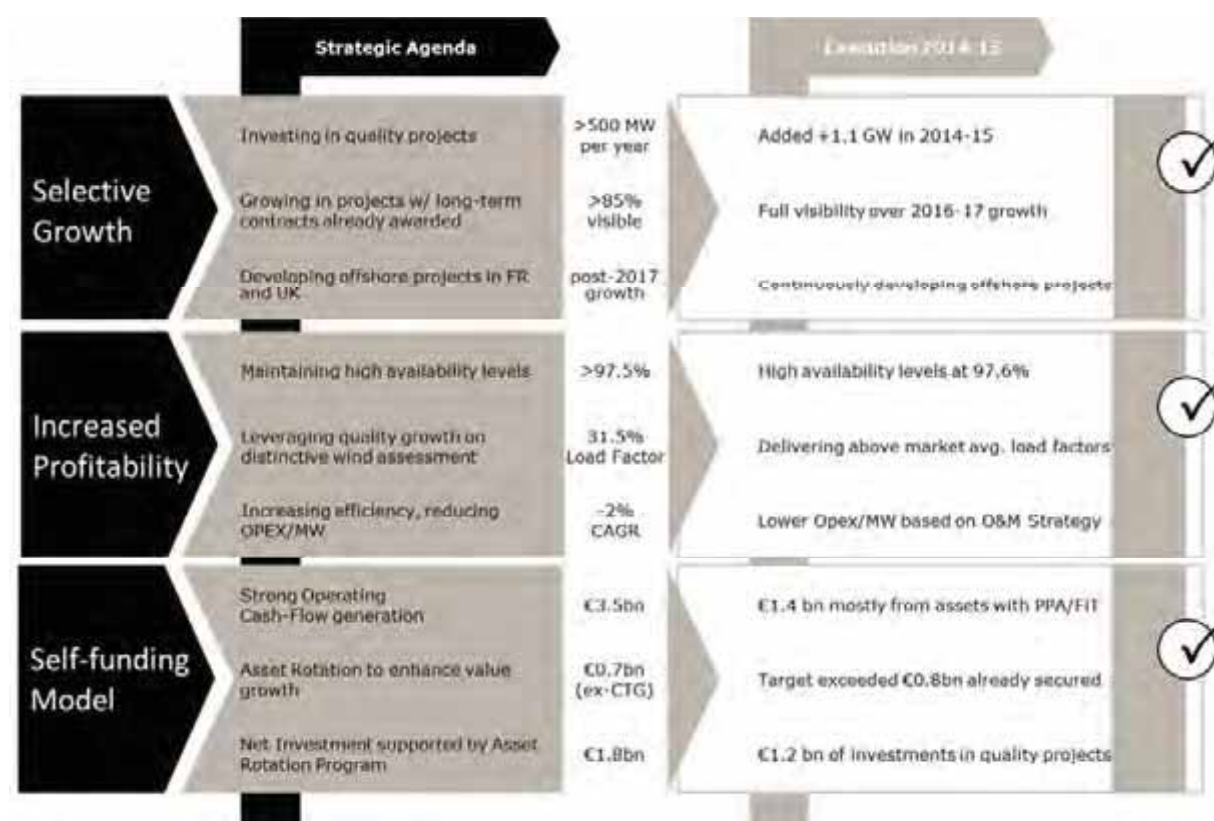 Strategic Agenda
Execution 2014-15
Selective
Growth
Investing in quality projects
>500 MW
per year
Added +1.1 GW in 2014-15
Growing in projects w/ long-term
contracts already awarded
>85%
visible
Full visibility over 2016-17 growth
Developing offshore projects in FR
and UK
post-2017
growth
Continuously developing offshore projects
Increased
Profitability
Maintaining high availability levels
>97.5%
High availability levels at 97.6%
Leveraging quality growth on
distinctive wind assessment
31.5%
Load Factor
Delivering above market avg. load factors
Increasing efficiency, reducing
OPEX/MW
-2%
CAGR
Lower Opex/MW based on O&M Strategy
Self-funding
Model
Strong Operating
Cash-Flow generation
€3.5bn
€1.4 bn mostly from assets with PPA/FiT
Asset Rotation to enhance value
growth
€0.7bn
(ex-CTG)
Target exceeded €0.8bn already secured
Net Investment supported by Asset
Rotation Program
€1.8bn
€1.2 bn of investments in quality projects